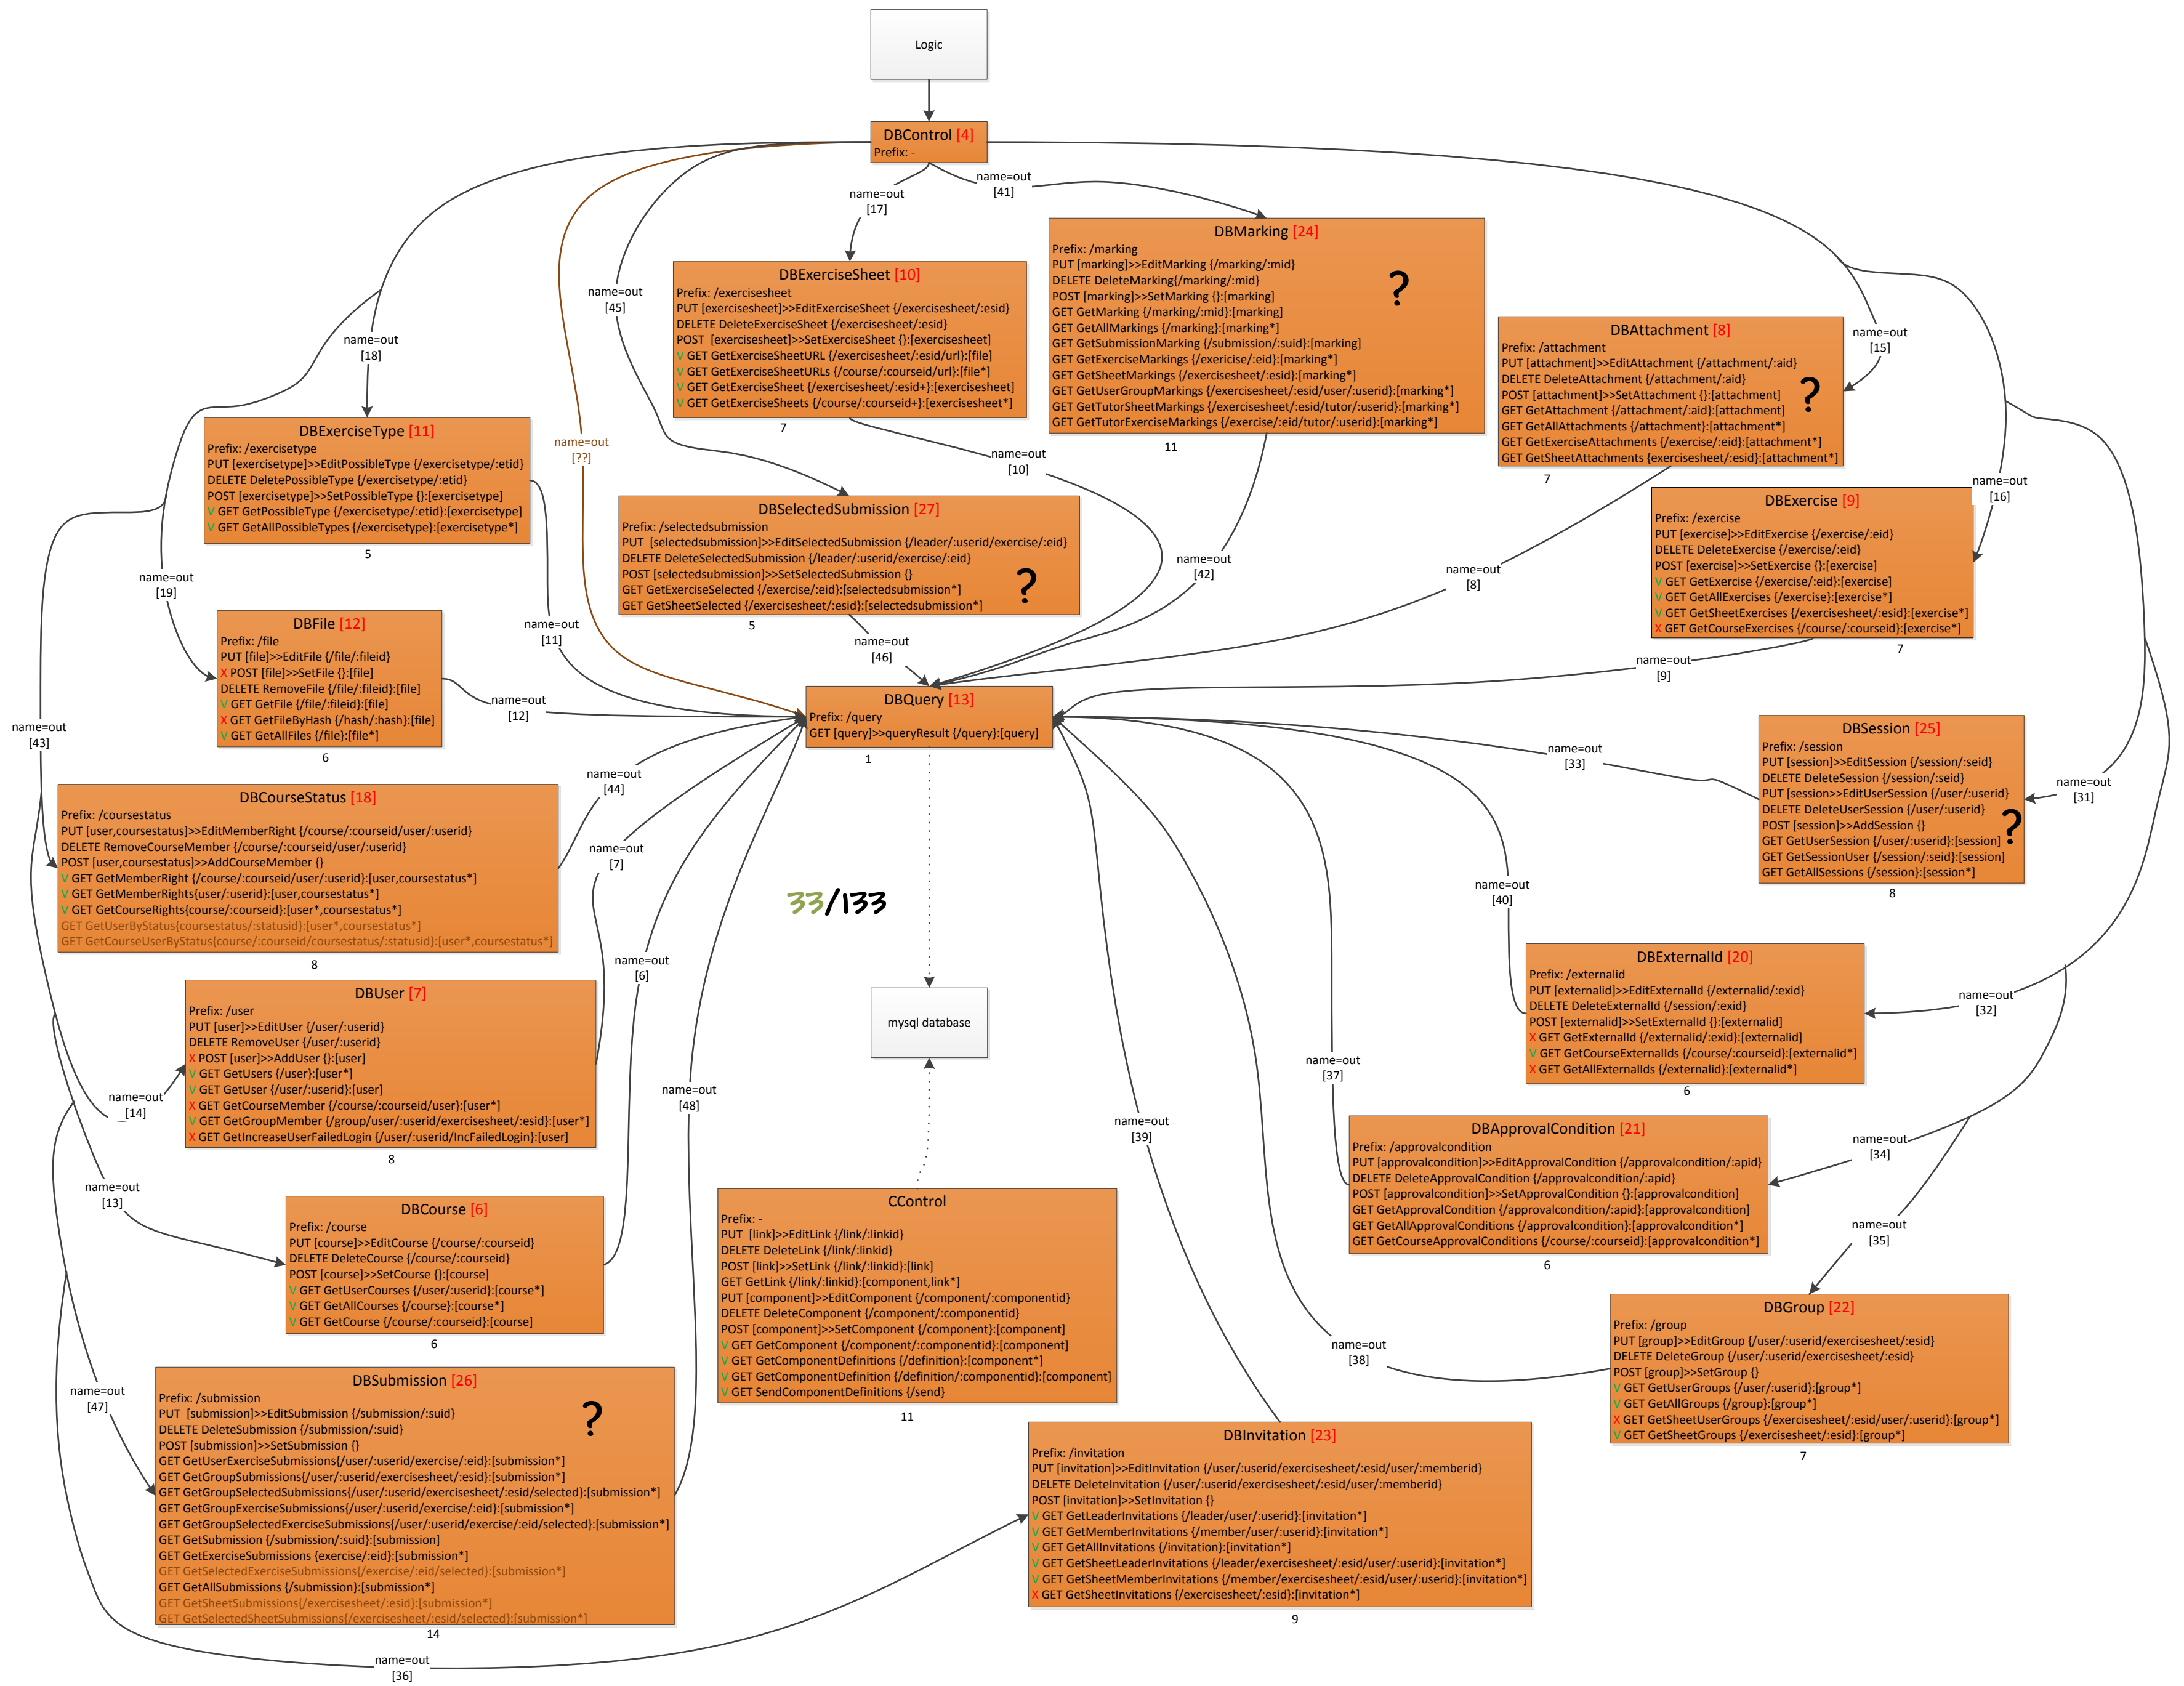 Logic
DBControl [4]
Prefix: -
name=out
[17]
name=out
[41]
name=out
[45]
name=out
[18]
name=out
[??]
name=out
[15]
name=out
[16]
DBMarking [24]
Prefix: /marking
PUT [marking]>>EditMarking {/marking/:mid}
DELETE DeleteMarking{/marking/:mid}
POST [marking]>>SetMarking {}:[marking]
GET GetMarking {/marking/:mid}:[marking]
GET GetAllMarkings {/marking}:[marking*]
GET GetSubmissionMarking {/submission/:suid}:[marking]
GET GetExerciseMarkings {/exericise/:eid}:[marking*]
GET GetSheetMarkings {/exercisesheet/:esid}:[marking*]
GET GetUserGroupMarkings {/exercisesheet/:esid/user/:userid}:[marking*]
GET GetTutorSheetMarkings {/exercisesheet/:esid/tutor/:userid}:[marking*]
GET GetTutorExerciseMarkings {/exercise/:eid/tutor/:userid}:[marking*]
?
11
DBExerciseSheet [10]
Prefix: /exercisesheet
PUT [exercisesheet]>>EditExerciseSheet {/exercisesheet/:esid}
DELETE DeleteExerciseSheet {/exercisesheet/:esid}
POST  [exercisesheet]>>SetExerciseSheet {}:[exercisesheet]
V GET GetExerciseSheetURL {/exercisesheet/:esid/url}:[file]
V GET GetExerciseSheetURLs {/course/:courseid/url}:[file*]
V GET GetExerciseSheet {/exercisesheet/:esid+}:[exercisesheet]
V GET GetExerciseSheets {/course/:courseid+}:[exercisesheet*]
7
name=out
[10]
DBAttachment [8]
Prefix: /attachment
PUT [attachment]>>EditAttachment {/attachment/:aid}
DELETE DeleteAttachment {/attachment/:aid}
POST [attachment]>>SetAttachment {}:[attachment]
GET GetAttachment {/attachment/:aid}:[attachment]
GET GetAllAttachments {/attachment}:[attachment*]
GET GetExerciseAttachments {/exercise/:eid}:[attachment*]
GET GetSheetAttachments {exercisesheet/:esid}:[attachment*]
?
7
DBExerciseType [11]
Prefix: /exercisetype
PUT [exercisetype]>>EditPossibleType {/exercisetype/:etid}
DELETE DeletePossibleType {/exercisetype/:etid}
POST [exercisetype]>>SetPossibleType {}:[exercisetype]
V GET GetPossibleType {/exercisetype/:etid}:[exercisetype]
V GET GetAllPossibleTypes {/exercisetype}:[exercisetype*]
5
DBSelectedSubmission [27]
Prefix: /selectedsubmission
PUT  [selectedsubmission]>>EditSelectedSubmission {/leader/:userid/exercise/:eid}
DELETE DeleteSelectedSubmission {/leader/:userid/exercise/:eid}
POST [selectedsubmission]>>SetSelectedSubmission {}
GET GetExerciseSelected {/exercise/:eid}:[selectedsubmission*]
GET GetSheetSelected {/exercisesheet/:esid}:[selectedsubmission*]
?
5
DBExercise [9]
Prefix: /exercise
PUT [exercise]>>EditExercise {/exercise/:eid}
DELETE DeleteExercise {/exercise/:eid}
POST [exercise]>>SetExercise {}:[exercise]
V GET GetExercise {/exercise/:eid}:[exercise]
V GET GetAllExercises {/exercise}:[exercise*]
V GET GetSheetExercises {/exercisesheet/:esid}:[exercise*]
X GET GetCourseExercises {/course/:courseid}:[exercise*]
7
name=out
[19]
name=out
[11]
name=out
[46]
name=out
[42]
name=out
[8]
name=out
[9]
DBFile [12]
Prefix: /file
PUT [file]>>EditFile {/file/:fileid}
X POST [file]>>SetFile {}:[file]
DELETE RemoveFile {/file/:fileid}:[file]
V GET GetFile {/file/:fileid}:[file]
X GET GetFileByHash {/hash/:hash}:[file]
V GET GetAllFiles {/file}:[file*]
6
name=out
[12]
DBQuery [13]
Prefix: /query
GET [query]>>queryResult {/query}:[query]
1
name=out
[43]
name=out
[44]
name=out
[33]
DBSession [25]
Prefix: /session
PUT [session]>>EditSession {/session/:seid}
DELETE DeleteSession {/session/:seid}
PUT [session>>EditUserSession {/user/:userid}
DELETE DeleteUserSession {/user/:userid}
POST [session]>>AddSession {}
GET GetUserSession {/user/:userid}:[session]
GET GetSessionUser {/session/:seid}:[session]
GET GetAllSessions {/session}:[session*]
?
8
name=out
[31]
DBCourseStatus [18]
Prefix: /coursestatus
PUT [user,coursestatus]>>EditMemberRight {/course/:courseid/user/:userid}
DELETE RemoveCourseMember {/course/:courseid/user/:userid}
POST [user,coursestatus]>>AddCourseMember {}
V GET GetMemberRight {/course/:courseid/user/:userid}:[user,coursestatus*]
V GET GetMemberRights{user/:userid}:[user,coursestatus*]
V GET GetCourseRights{course/:courseid}:[user*,coursestatus*]
GET GetUserByStatus{coursestatus/:statusid}:[user*,coursestatus*]
GET GetCourseUserByStatus{course/:courseid/coursestatus/:statusid}:[user*,coursestatus*]
8
name=out
[7]
33/133
name=out
[40]
name=out
[6]
DBExternalId [20]
Prefix: /externalid
PUT [externalid]>>EditExternalId {/externalid/:exid}
DELETE DeleteExternalId {/session/:exid}
POST [externalid]>>SetExternalId {}:[externalid]
X GET GetExternalId {/externalid/:exid}:[externalid]
V GET GetCourseExternalIds {/course/:courseid}:[externalid*]
X GET GetAllExternalIds {/externalid}:[externalid*]
6
name=out
[32]
DBUser [7]
Prefix: /user
PUT [user]>>EditUser {/user/:userid}
DELETE RemoveUser {/user/:userid}
X POST [user]>>AddUser {}:[user]
V GET GetUsers {/user}:[user*]
V GET GetUser {/user/:userid}:[user]
X GET GetCourseMember {/course/:courseid/user}:[user*]
V GET GetGroupMember {/group/user/:userid/exercisesheet/:esid}:[user*]
X GET GetIncreaseUserFailedLogin {/user/:userid/IncFailedLogin}:[user]
8
mysql database
name=out
[14]
name=out
[48]
name=out
[37]
name=out
[39]
DBApprovalCondition [21]
Prefix: /approvalcondition
PUT [approvalcondition]>>EditApprovalCondition {/approvalcondition/:apid}
DELETE DeleteApprovalCondition {/approvalcondition/:apid}
POST [approvalcondition]>>SetApprovalCondition {}:[approvalcondition]
GET GetApprovalCondition {/approvalcondition/:apid}:[approvalcondition]
GET GetAllApprovalConditions {/approvalcondition}:[approvalcondition*]
GET GetCourseApprovalConditions {/course/:courseid}:[approvalcondition*]
6
name=out
[34]
name=out
[13]
DBCourse [6]
Prefix: /course
PUT [course]>>EditCourse {/course/:courseid}
DELETE DeleteCourse {/course/:courseid}
POST [course]>>SetCourse {}:[course]
V GET GetUserCourses {/user/:userid}:[course*]
V GET GetAllCourses {/course}:[course*]
V GET GetCourse {/course/:courseid}:[course]
6
CControl
Prefix: -
PUT  [link]>>EditLink {/link/:linkid}
DELETE DeleteLink {/link/:linkid}
POST [link]>>SetLink {/link/:linkid}:[link]
GET GetLink {/link/:linkid}:[component,link*]
PUT [component]>>EditComponent {/component/:componentid}
DELETE DeleteComponent {/component/:componentid}
POST [component]>>SetComponent {/component}:[component]
V GET GetComponent {/component/:componentid}:[component]
V GET GetComponentDefinitions {/definition}:[component*]
V GET GetComponentDefinition {/definition/:componentid}:[component]
V GET SendComponentDefinitions {/send}
11
name=out
[35]
name=out
[38]
DBGroup [22]
Prefix: /group
PUT [group]>>EditGroup {/user/:userid/exercisesheet/:esid}
DELETE DeleteGroup {/user/:userid/exercisesheet/:esid}
POST [group]>>SetGroup {}
V GET GetUserGroups {/user/:userid}:[group*]
V GET GetAllGroups {/group}:[group*]
X GET GetSheetUserGroups {/exercisesheet/:esid/user/:userid}:[group*]
V GET GetSheetGroups {/exercisesheet/:esid}:[group*]
7
name=out
[47]
DBSubmission [26]
Prefix: /submission
PUT  [submission]>>EditSubmission {/submission/:suid}
DELETE DeleteSubmission {/submission/:suid}
POST [submission]>>SetSubmission {}
GET GetUserExerciseSubmissions{/user/:userid/exercise/:eid}:[submission*]
GET GetGroupSubmissions{/user/:userid/exercisesheet/:esid}:[submission*]
GET GetGroupSelectedSubmissions{/user/:userid/exercisesheet/:esid/selected}:[submission*]
GET GetGroupExerciseSubmissions{/user/:userid/exercise/:eid}:[submission*]
GET GetGroupSelectedExerciseSubmissions{/user/:userid/exercise/:eid/selected}:[submission*]
GET GetSubmission {/submission/:suid}:[submission]
GET GetExerciseSubmissions {exercise/:eid}:[submission*]
GET GetSelectedExerciseSubmissions{/exercise/:eid/selected}:[submission*]
GET GetAllSubmissions {/submission}:[submission*]
GET GetSheetSubmissions{/exercisesheet/:esid}:[submission*]
GET GetSelectedSheetSubmissions{/exercisesheet/:esid/selected}:[submission*]
?
14
DBInvitation [23]
Prefix: /invitation
PUT [invitation]>>EditInvitation {/user/:userid/exercisesheet/:esid/user/:memberid}
DELETE DeleteInvitation {/user/:userid/exercisesheet/:esid/user/:memberid}
POST [invitation]>>SetInvitation {}
V GET GetLeaderInvitations {/leader/user/:userid}:[invitation*]
V GET GetMemberInvitations {/member/user/:userid}:[invitation*]
V GET GetAllInvitations {/invitation}:[invitation*]
V GET GetSheetLeaderInvitations {/leader/exercisesheet/:esid/user/:userid}:[invitation*]
V GET GetSheetMemberInvitations {/member/exercisesheet/:esid/user/:userid}:[invitation*]
X GET GetSheetInvitations {/exercisesheet/:esid}:[invitation*]
9
name=out
[36]